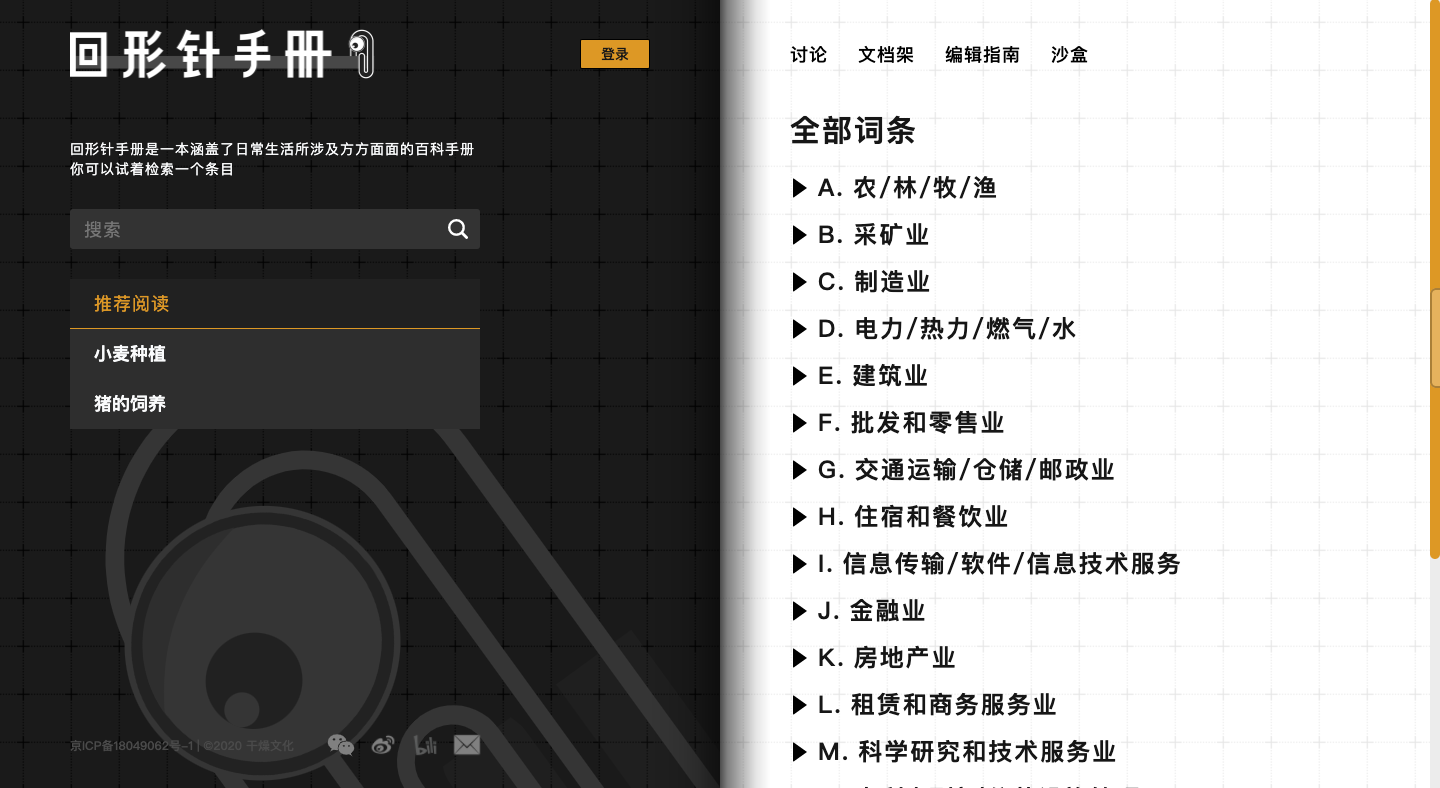 回形针手册
登录
回形针手册是一本涵盖了日常生活所涉及方方面面的百科手册
你可以试着检索一个条目
搜索
推荐阅读
小麦种植
猪的饲养
京ICP备18049062号-1 | ©2020 干燥文化
bili
讨论 文档架 编辑指南 沙盒
全部词条
A. 农/林/牧/渔
B. 采矿业
C. 制造业
D. 电力/热力/燃气/水
E. 建筑业
F. 批发和零售业
G. 交通运输/仓储/邮政业
H. 住宿和餐饮业
I. 信息传输/软件/信息技术服务
J. 金融业
K. 房地产业
L. 租赁和商务服务业
M. 科学研究和技术服务业